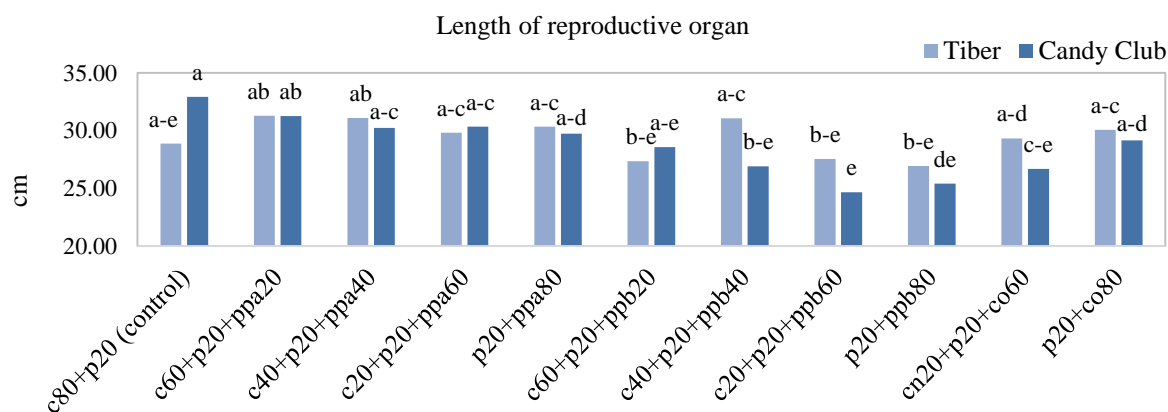 Length of reproductive organ
Tiber Candy Club
35.00
30.00
25.00
20.00
cm
a-e a
ab ab
ab a-c
a-c a-c
a-c a-d
b-e a-e
a-c b-e
b-e e
b-e de
a-d c-e
a-c a-d
c80+p20 (control)
c60+p20+ppa20
c40+p20+ppa40
c20+p20+ppa60
p20+ppa80
c60+p20+ppb20
c40+p20+ppb40
c20+p20+ppb60
p20+ppb80
cn20+p20+co60
p20+co80